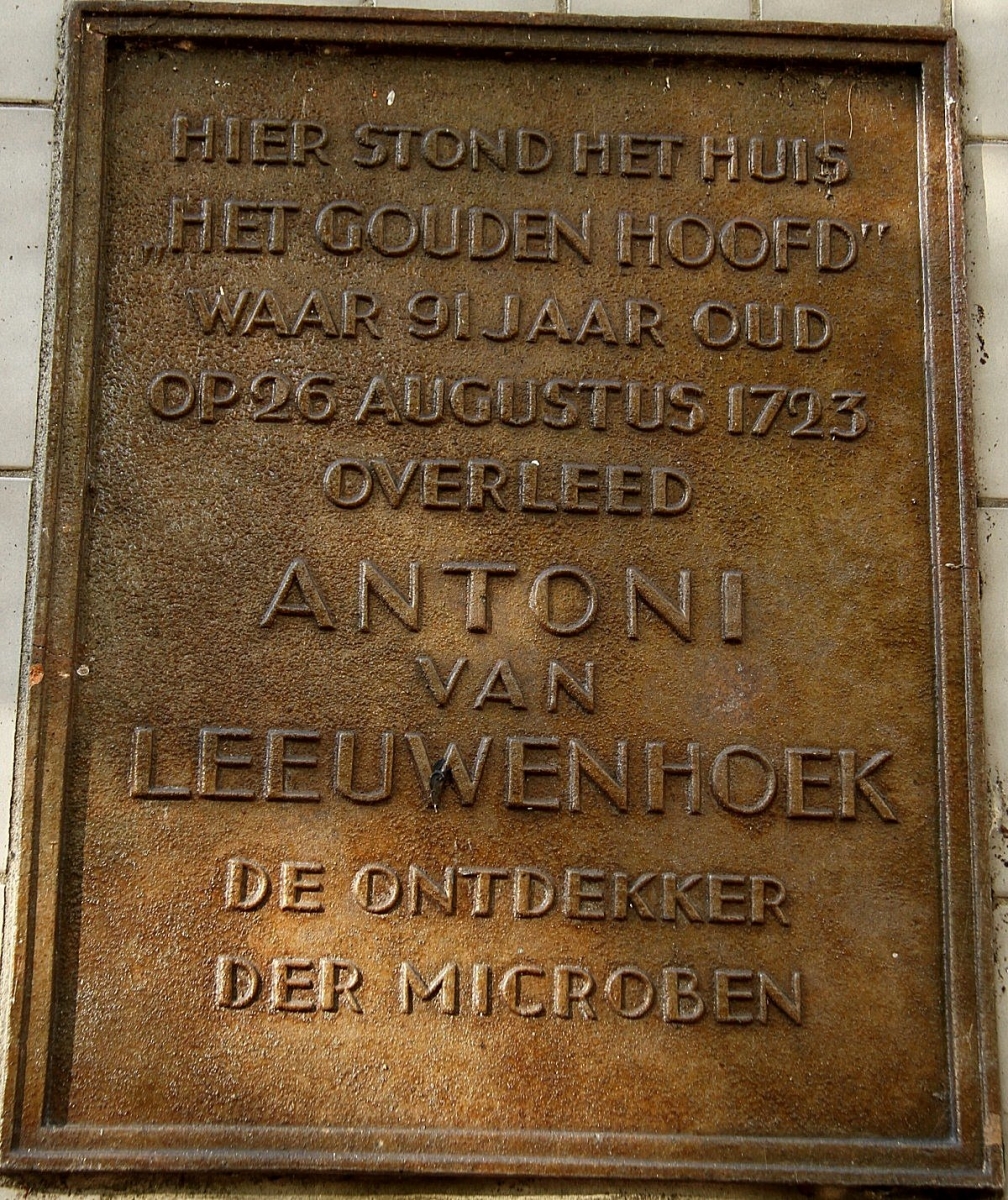 HIER STOND HET HUIS
„HET GOUDEN HOOFD"
WAAR 91 JAAR OUD
OP 26 AUGUSTUS 1723
OVERLEED
ANTONI
VAN
LEEUWENHOEK
DE ONTDEKKER
DER MICROBEN